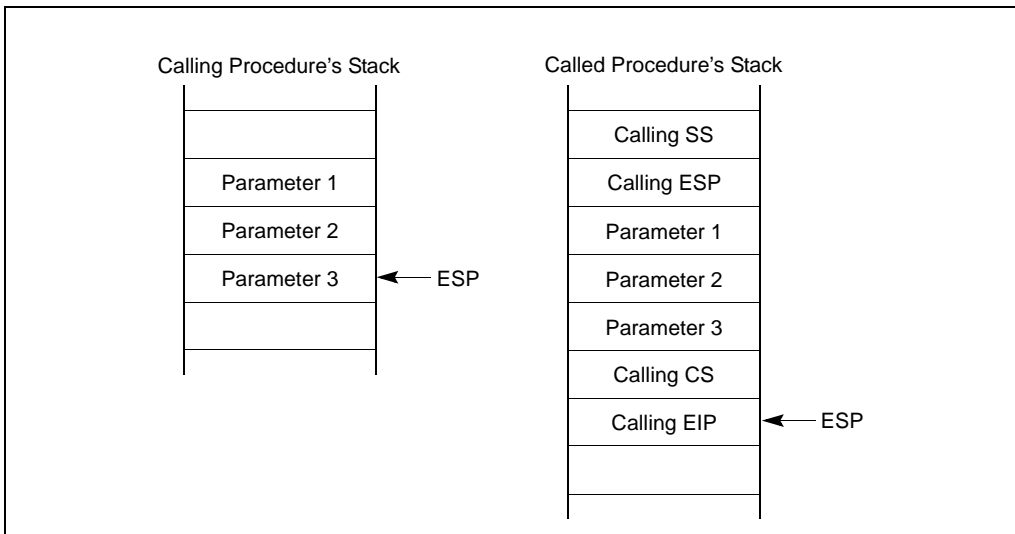 Calling Procedure's Stack
Parameter 1
Parameter 2
Parameter 3
ESP
Called Procedure's Stack
Calling SS
Calling ESP
Parameter 1
Parameter 2
Parameter 3
Calling CS
Calling EIP
ESP